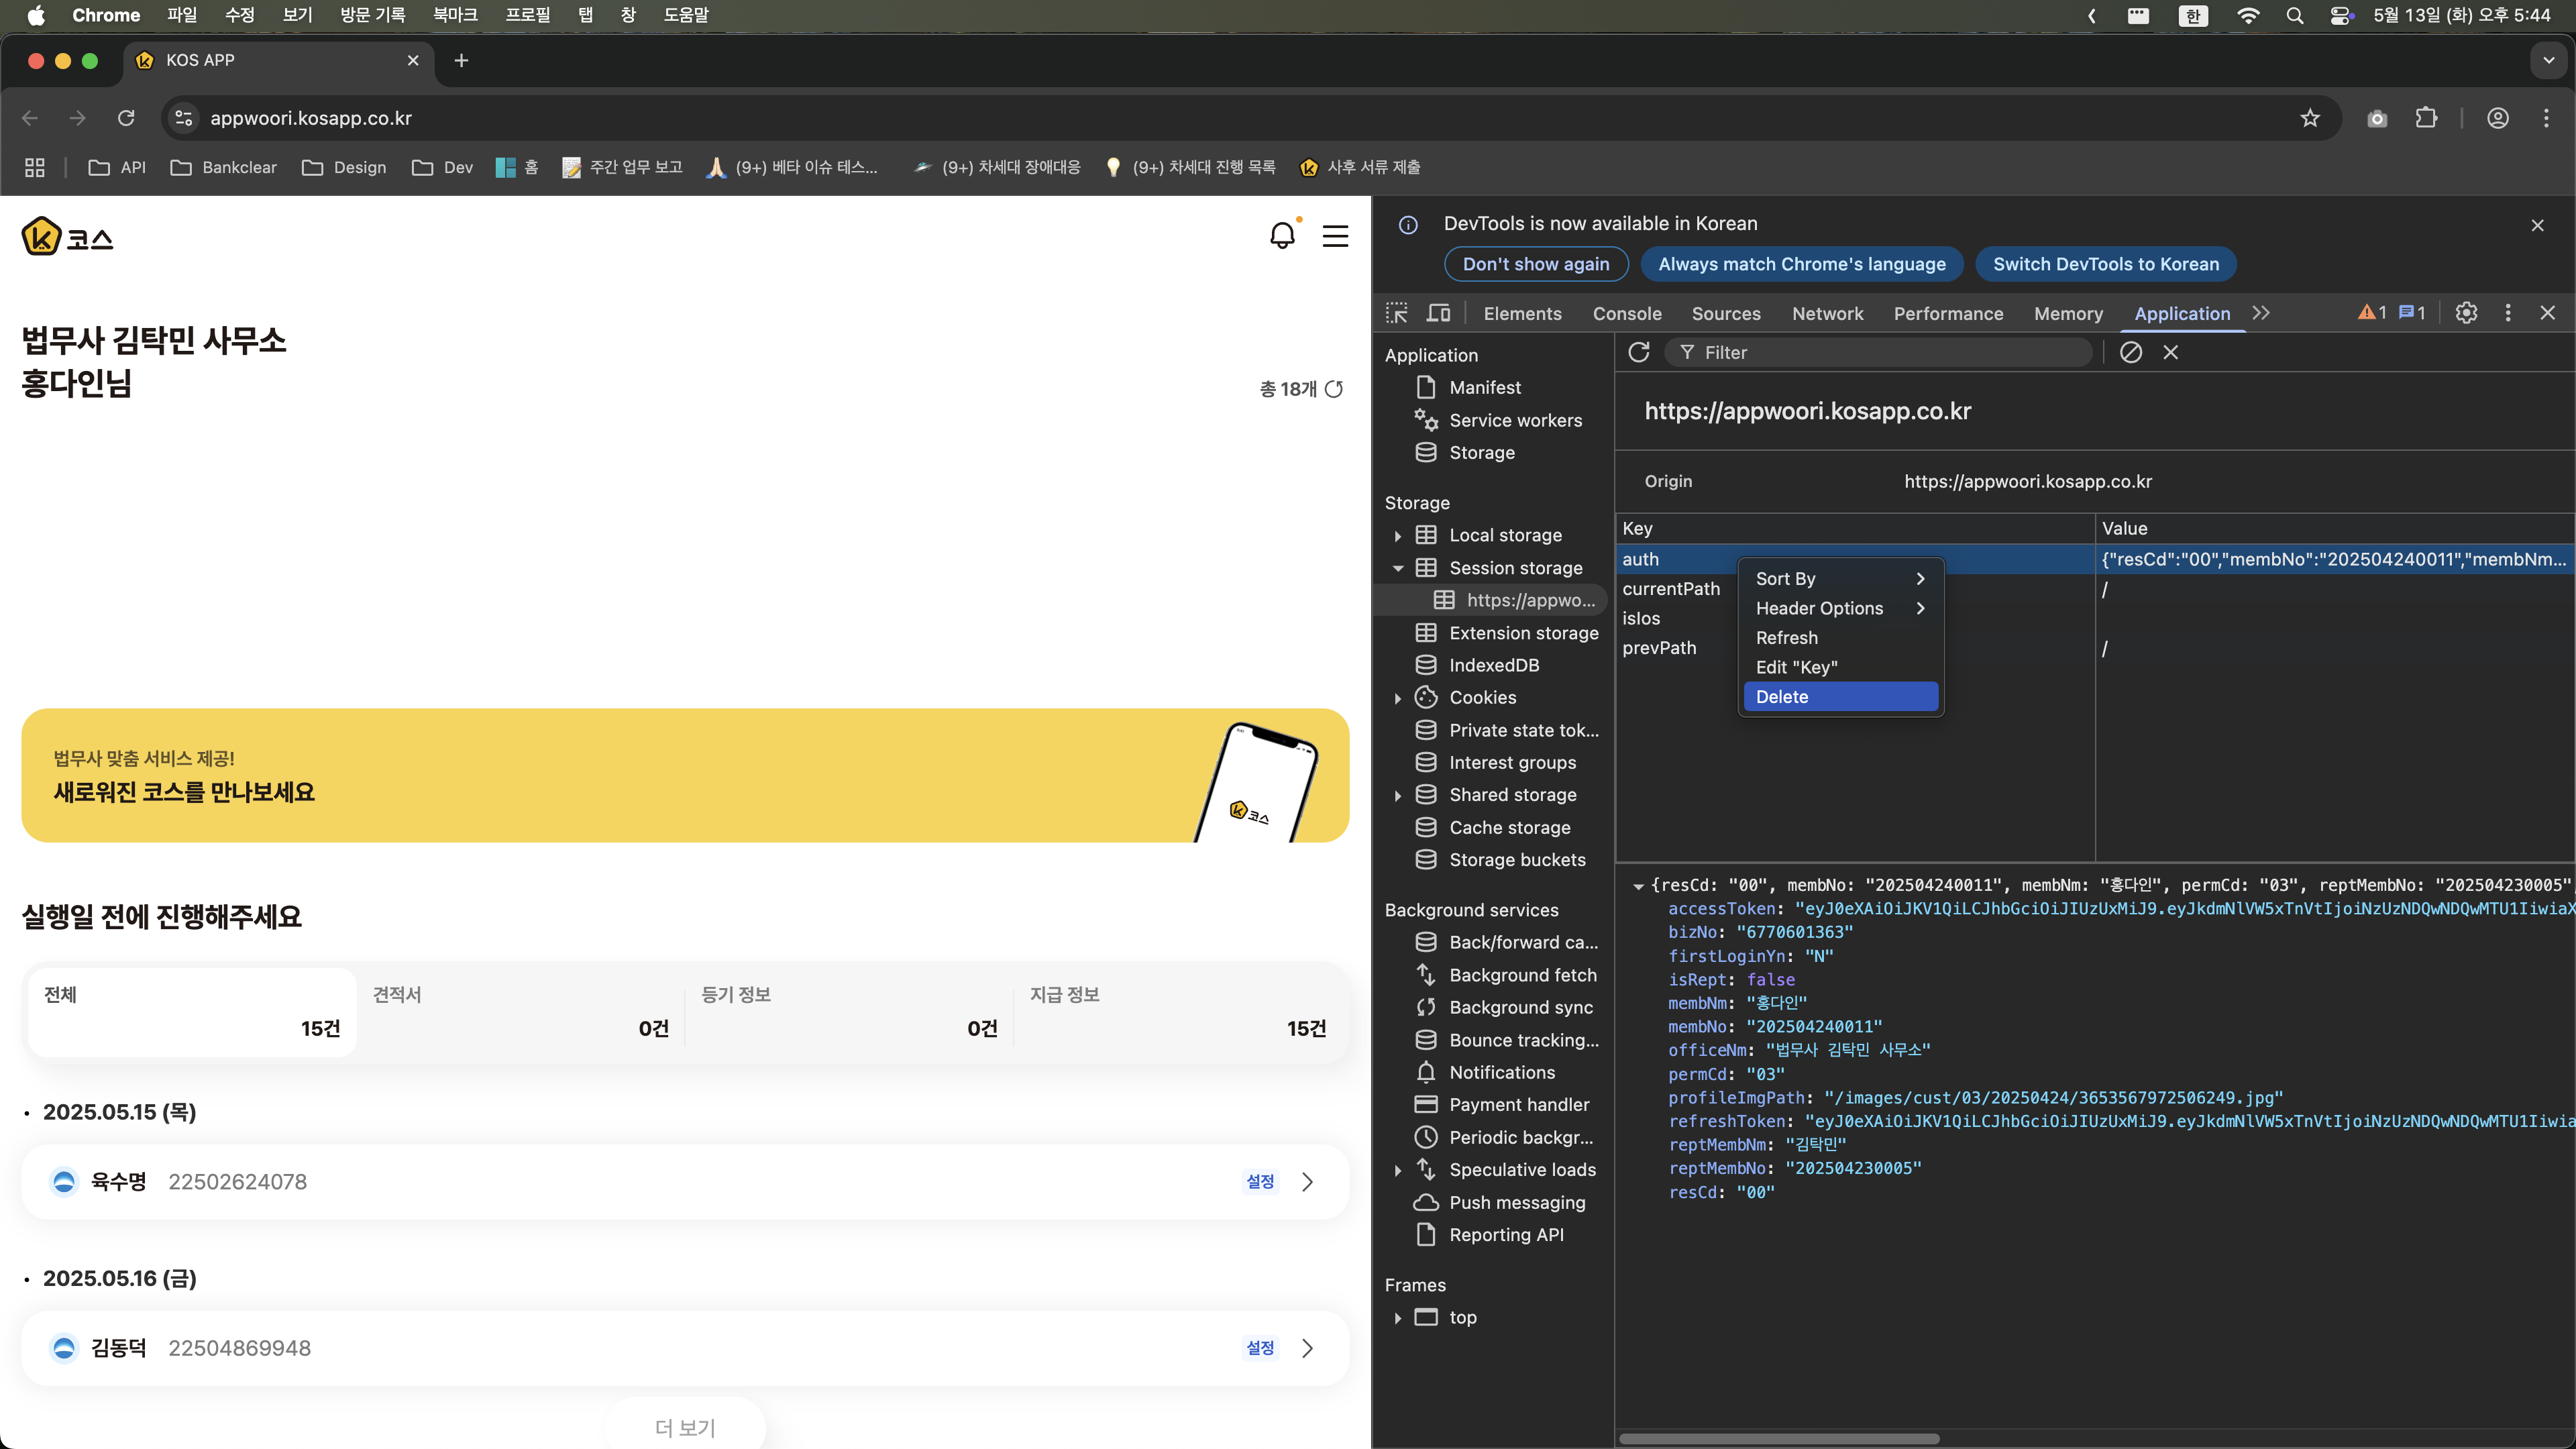 Chrome 파일 수정 보기 방문 기록 북마크 프로필 탭 창 도움말 한 5월 13일 (화) 오후 5:44
KOS APP
appwoori.kosapp.co.kr
API Bankclear Design Dev 홈 주간 업무 보고 (9+) 베타 이슈 테스... (9+) 차세대 장애대응 (9+) 차세대 진행 목록 사후 서류 제출
코스
법무사 김탁민 사무소
홍다인님
총 18개
법무사 맞춤 서비스 제공!
새로워진 코스를 만나보세요
코스
실행일 전에 진행해주세요
전체 견적서 등기 정보 지급 정보
15건 0건 0건 15건
• 2025.05.15 (목)
육수명 22502624078 설정
• 2025.05.16 (금)
김동덕 22504869948 설정
더 보기
DevTools is now available in Korean
Don't show again Always match Chrome's language Switch DevTools to Korean
Elements Console Sources Network Performance Memory Application 1 1
Application
Manifest
Service workers
Storage
Storage
Local storage
Session storage
https://appwo...
Extension storage
IndexedDB
Cookies
Private state tok...
Interest groups
Shared storage
Cache storage
Storage buckets
Background services
Back/forward ca...
Background fetch
Background sync
Bounce tracking...
Notifications
Payment handler
Periodic backgr...
Speculative loads
Push messaging
Reporting API
Frames
top
Filter
https://appwoori.kosapp.co.kr
Origin https://appwoori.kosapp.co.kr
Key Value
auth {"resCd":"00","membNo":"202504240011","membNm...
currentPath /
isIos
prevPath /
Sort By
Header Options
Refresh
Edit "Key"
Delete
{resCd: "00", membNo: "202504240011", membNm: "홍다인", permCd: "03", reptMembNo: "202504230005"
accessToken: "eyJ0eXAiOiJKV1QiLCJhbGciOiJIUzUxMiJ9.eyJkdmNlVW5xTnVtIjoiNzUzNDQwNDQwMTU1IiwiaX
bizNo: "6770601363"
firstLoginYn: "N"
isRept: false
membNm: "홍다인"
membNo: "202504240011"
officeNm: "법무사 김탁민 사무소"
permCd: "03"
profileImgPath: "/images/cust/03/20250424/3653567972506249.jpg"
refreshToken: "eyJ0eXAiOiJKV1QiLCJhbGciOiJIUzUxMiJ9.eyJkdmNlVW5xTnVtIjoiNzUzNDQwNDQwMTU1Iiwia
reptMembNm: "김탁민"
reptMembNo: "202504230005"
resCd: "00"